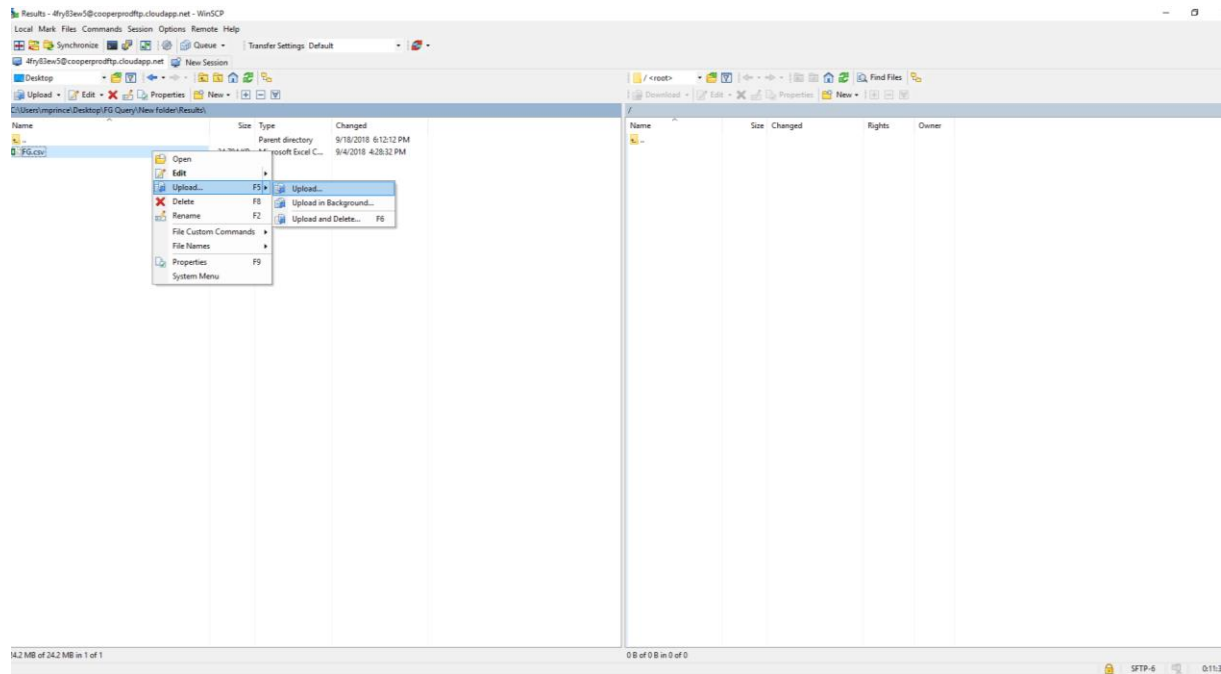 Results - 4fry83ew5@cooperprodftp.cloudapp.net - WinSCP
Local Mark Files Commands Session Options Remote Help
Synchronize Queue Transfer Settings Default
4fry83ew5@cooperprodftp.cloudapp.net New Session
Desktop / <root> Find Files
Upload Edit Properties New Download Edit Properties New
C:\Users\mprince\Desktop\FG Query\New folder\Results\ /
Name Size Type Changed Name Size Changed Rights Owner
.. Parent directory 9/18/2018 6:12:12 PM ..
FG.csv rosoft Excel C... 9/4/2018 4:28:32 PM
Open
Edit
Upload... F5 Upload...
Delete F8 Upload in Background...
Rename F2 Upload and Delete... F6
File Custom Commands
File Names
Properties F9
System Menu
24.2 MB of 24.2 MB in 1 of 1 0 B of 0 B in 0 of 0
SFTP-6 0:11:3